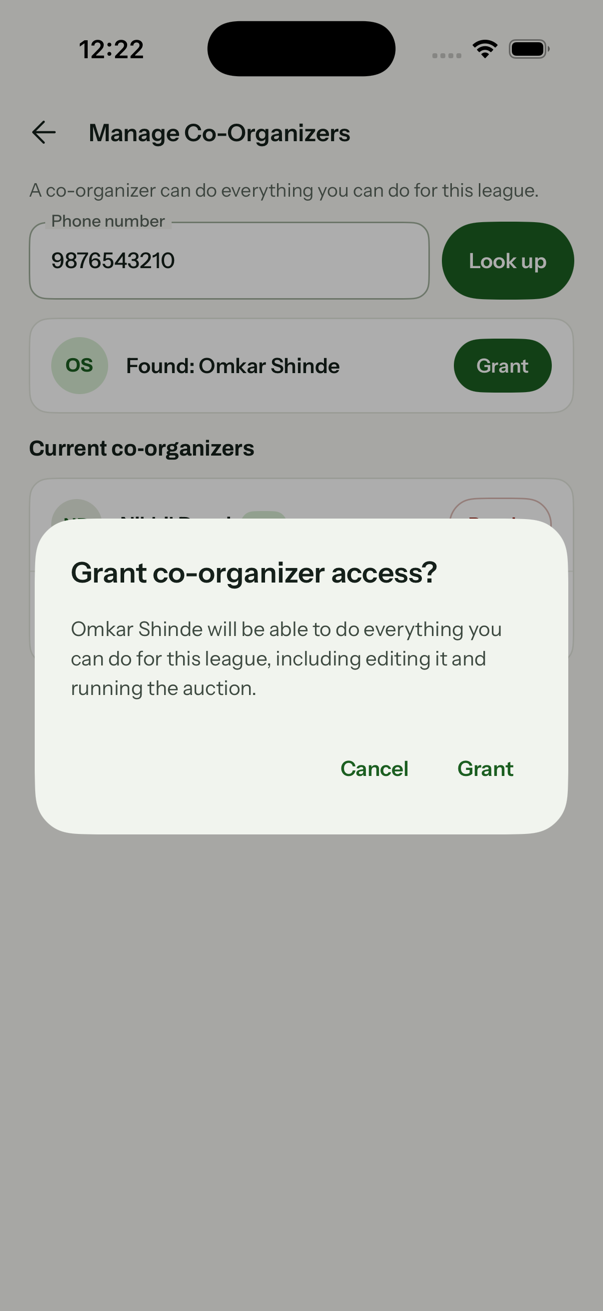 12:22
Manage Co-Organizers
A co-organizer can do everything you can do for this league.
Phone number
9876543210
Look up
OS
Found: Omkar Shinde
Grant
Current co-organizers
Grant co-organizer access?
Omkar Shinde will be able to do everything you
can do for this league, including editing it and
running the auction.
Cancel
Grant